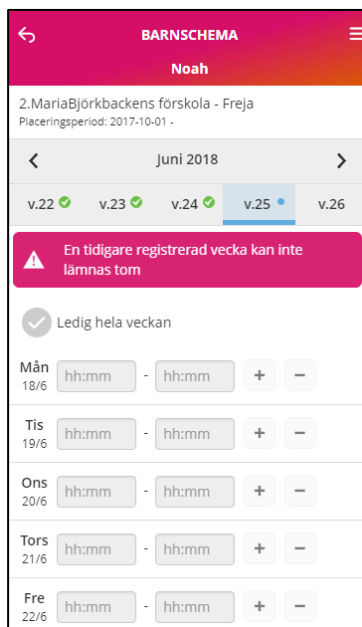 BARNSCHEMA
Noah
2.MariaBjörkbackens förskola - Freja
Placeringsperiod: 2017-10-01 -
Juni 2018
v.22 v.23 v.24 v.25 v.26
En tidigare registrerad vecka kan inte
lämnas tom
Ledig hela veckan
Mån
18/6
hh:mm - hh:mm + -
Tis
19/6
hh:mm - hh:mm + -
Ons
20/6
hh:mm - hh:mm + -
Tors
21/6
hh:mm - hh:mm + -
Fre
22/6
hh:mm - hh:mm + -